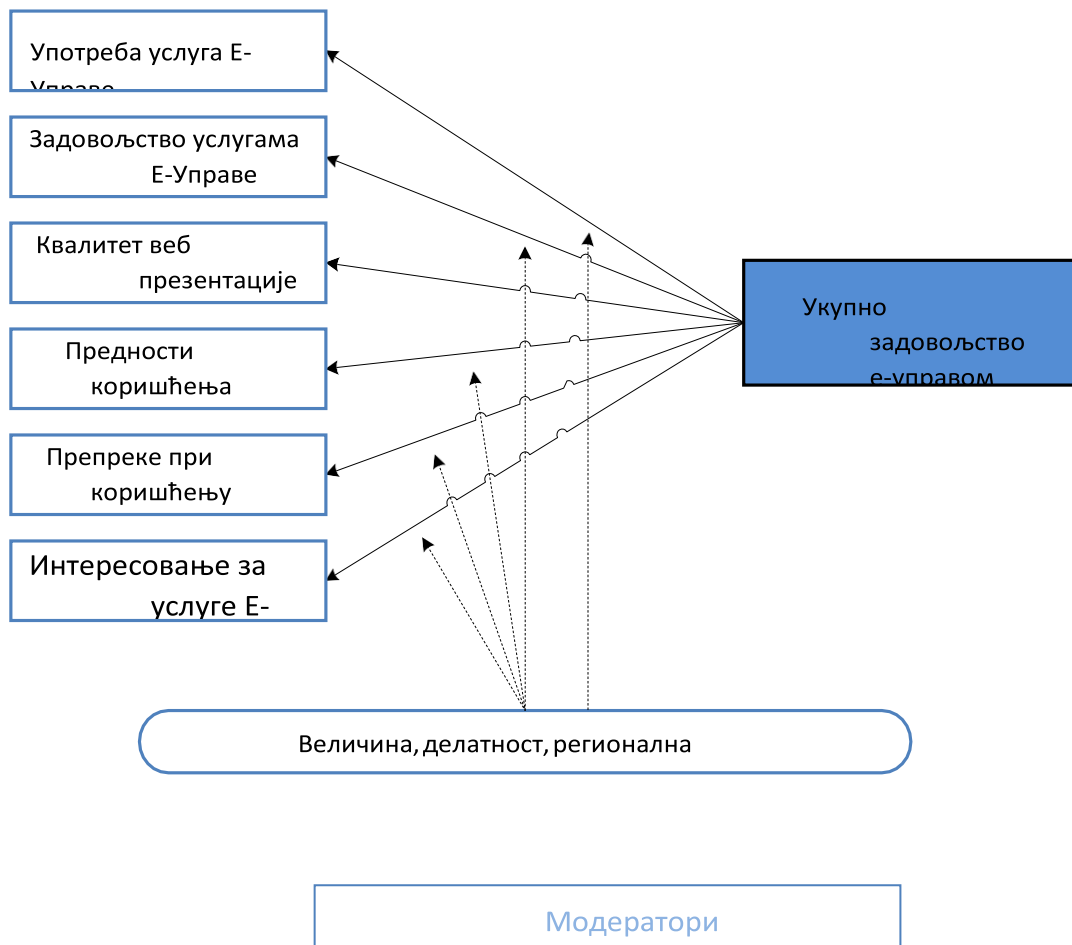 Употреба услуга Е-
Управе
Задовољство услугама
Е-Управе
Квалитет веб
презентације
Предности
коришћења
Препреке при
коришћењу
Интересовање за
услуге Е-
Укупно
задовољство
е-управом
Величина, делатност, регионална
Модератори